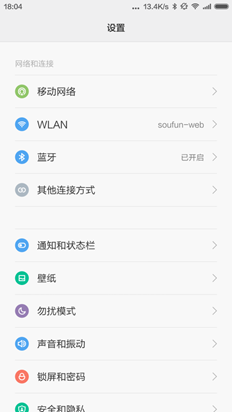 18:04 ... 13.4K/s
设置
网络和连接
移动网络
WLAN soufun-web
蓝牙 已开启
其他连接方式
通知和状态栏
壁纸
勿扰模式
声音和振动
锁屏和密码
安全和隐私